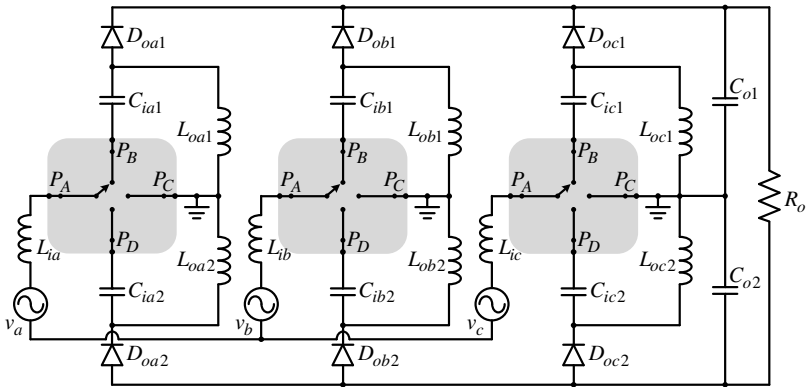 D_oa1 D_ob1 D_oc1
C_ia1 C_ib1 C_ic1 C_o1
L_oa1 L_ob1 L_oc1
P_B P_B P_B
P_A P_C P_A P_C P_A P_C
R_o
P_D P_D P_D
L_ia L_oa2 L_ib L_ob2 L_ic L_oc2 C_o2
C_ia2 C_ib2 C_ic2
v_a v_b v_c
D_oa2 D_ob2 D_oc2